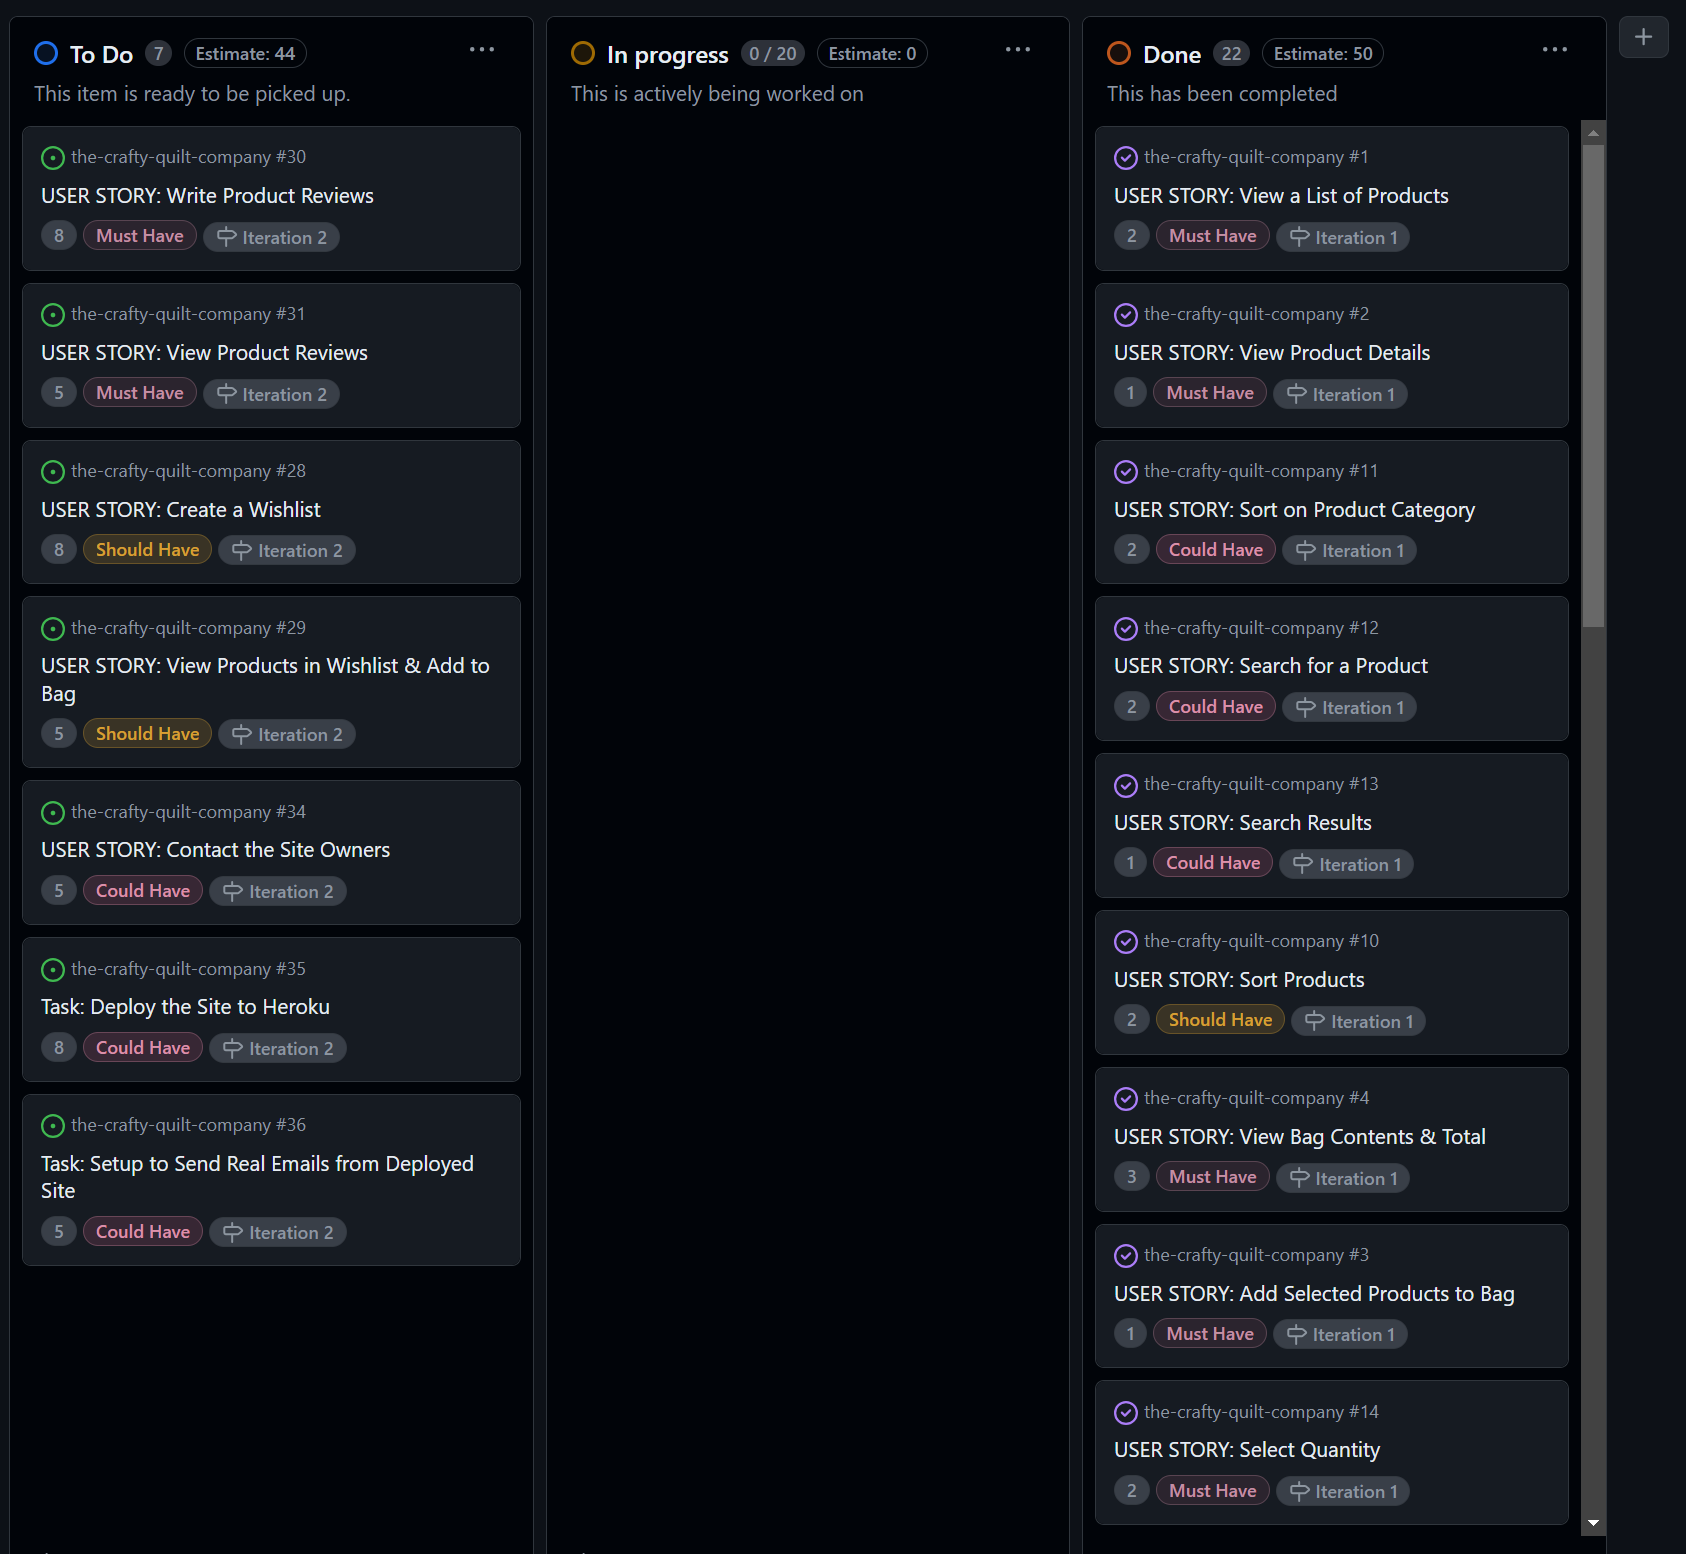 To Do 7 Estimate: 44
This item is ready to be picked up.
the-crafty-quilt-company #30
USER STORY: Write Product Reviews
8 Must Have Iteration 2
the-crafty-quilt-company #31
USER STORY: View Product Reviews
5 Must Have Iteration 2
the-crafty-quilt-company #28
USER STORY: Create a Wishlist
8 Should Have Iteration 2
the-crafty-quilt-company #29
USER STORY: View Products in Wishlist & Add to
Bag
5 Should Have Iteration 2
the-crafty-quilt-company #34
USER STORY: Contact the Site Owners
5 Could Have Iteration 2
the-crafty-quilt-company #35
Task: Deploy the Site to Heroku
8 Could Have Iteration 2
the-crafty-quilt-company #36
Task: Setup to Send Real Emails from Deployed
Site
5 Could Have Iteration 2
In progress 0 / 20 Estimate: 0
This is actively being worked on
Done 22 Estimate: 50
This has been completed
the-crafty-quilt-company #1
USER STORY: View a List of Products
2 Must Have Iteration 1
the-crafty-quilt-company #2
USER STORY: View Product Details
1 Must Have Iteration 1
the-crafty-quilt-company #11
USER STORY: Sort on Product Category
2 Could Have Iteration 1
the-crafty-quilt-company #12
USER STORY: Search for a Product
2 Could Have Iteration 1
the-crafty-quilt-company #13
USER STORY: Search Results
1 Could Have Iteration 1
the-crafty-quilt-company #10
USER STORY: Sort Products
2 Should Have Iteration 1
the-crafty-quilt-company #4
USER STORY: View Bag Contents & Total
3 Must Have Iteration 1
the-crafty-quilt-company #3
USER STORY: Add Selected Products to Bag
1 Must Have Iteration 1
the-crafty-quilt-company #14
USER STORY: Select Quantity
2 Must Have Iteration 1